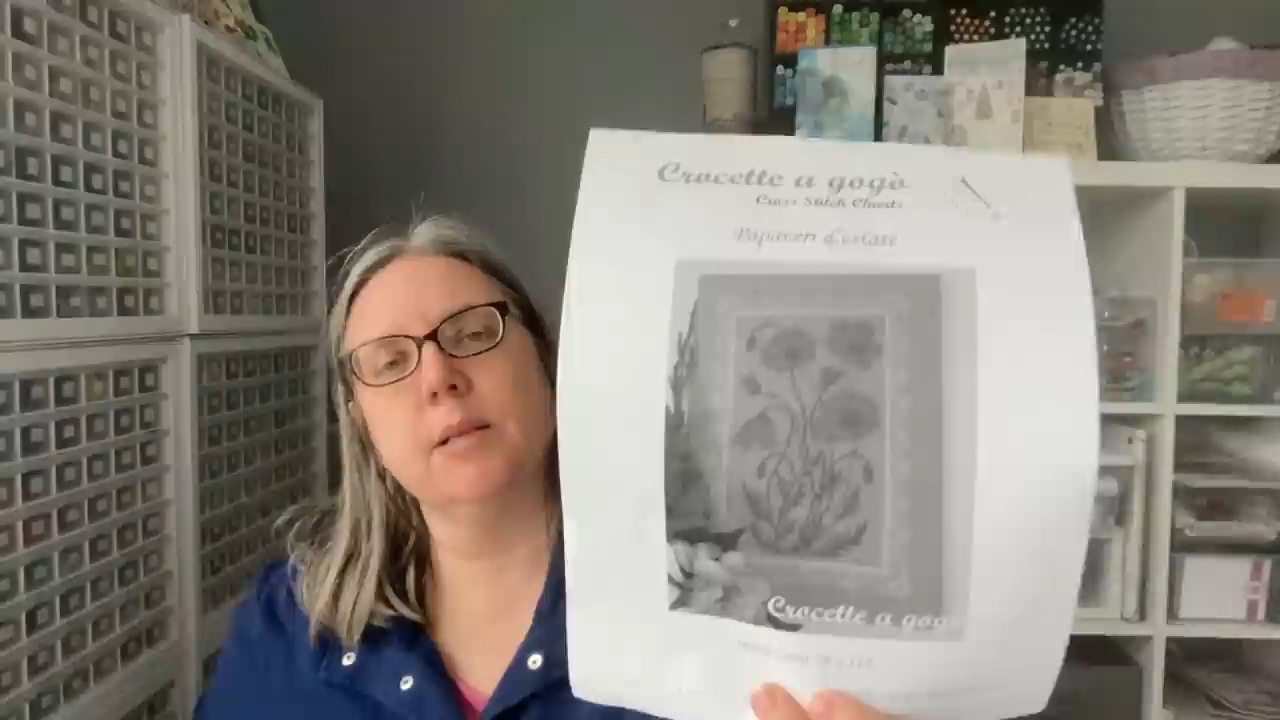 Crocette a gogò
Cross Stitch Charts
Papaveri d'estate
Crocette a gogò